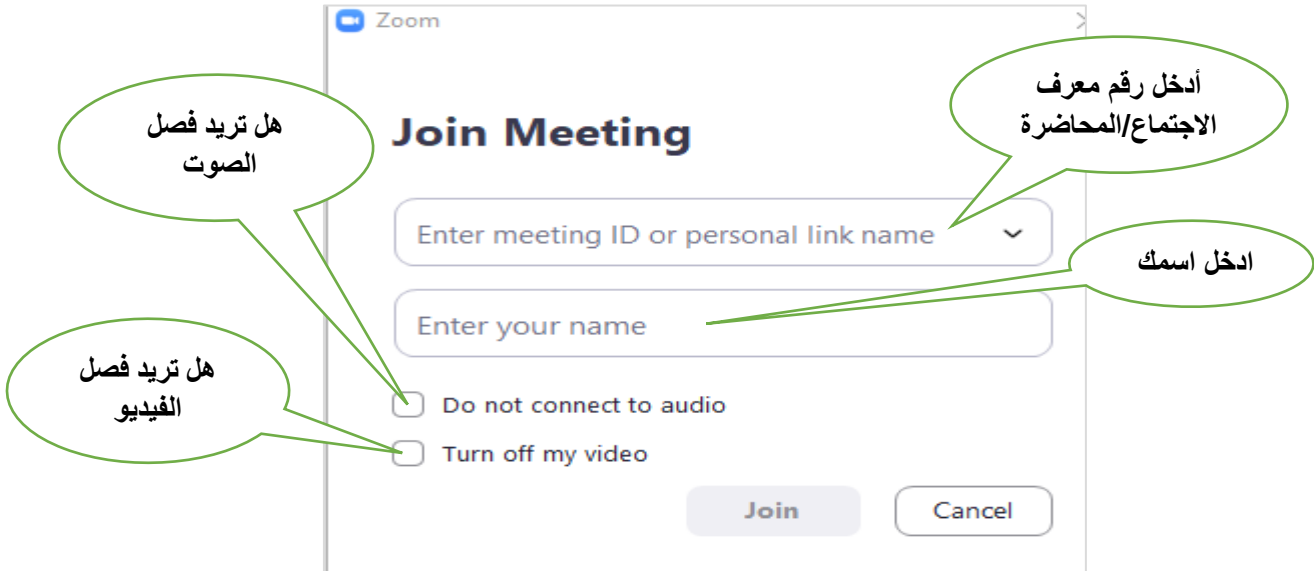 Zoom
أدخل رقم معرف
الاجتماع/المحاضرة
هل تريد فصل
الصوت
Join Meeting
Enter meeting ID or personal link name
ادخل اسمك
Enter your name
هل تريد فصل
الفيديو
Do not connect to audio
Turn off my video
Join
Cancel